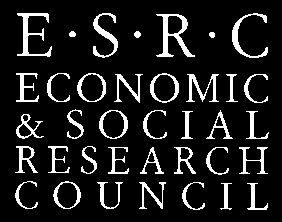 E·S·R·C
ECONOMIC
& SOCIAL
RESEARCH
COUNCIL